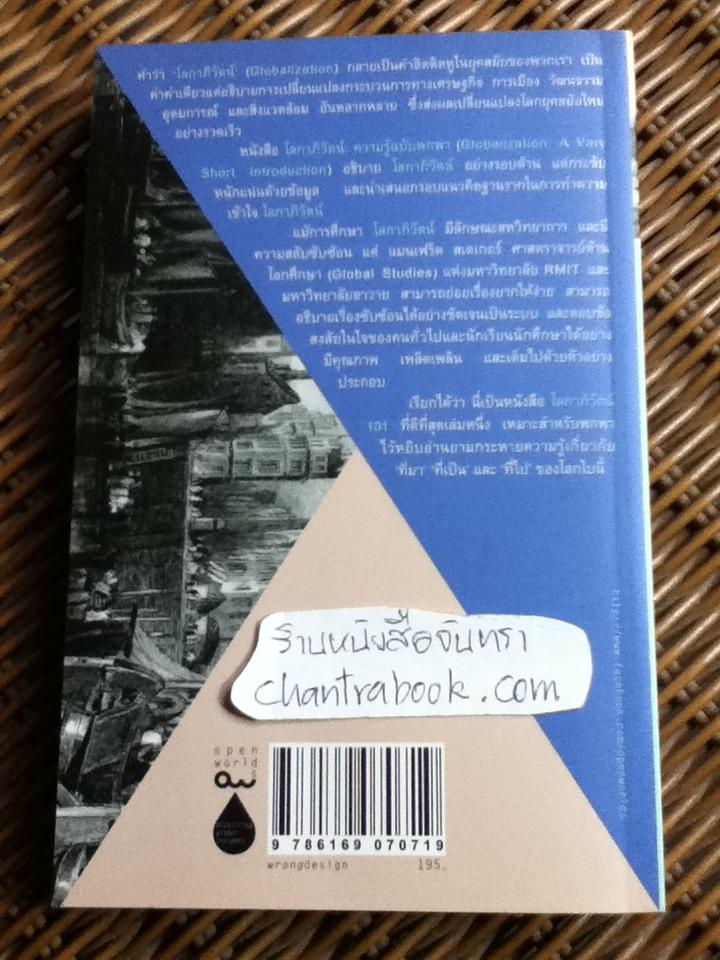 คำว่า 'โลกาภิวัตน์' (Globalization) กลายเป็นคำฮิตติดหูในยุคสมัยของพวกเรา เป็น
คำคำเดียวแต่อธิบายการเปลี่ยนแปลงกระบวนการทางเศรษฐกิจ การเมือง วัฒนธรรม
อุดมการณ์ และสิ่งแวดล้อม อันหลากหลาย ซึ่งส่งผลเปลี่ยนแปลงโลกยุคสมัยใหม่
อย่างรวดเร็ว
หนังสือ โลกาภิวัตน์: ความรู้ฉบับพกพา (Globalization: A Very
Short Introduction) อธิบาย โลกาภิวัตน์ อย่างรอบด้าน แต่กระชับ
หนักแน่นด้วยข้อมูล และนำเสนอกรอบแนวคิดฐานรากในการทำความ
เข้าใจ โลกาภิวัตน์
แม้การศึกษา โลกาภิวัตน์ มีลักษณะสหวิทยาการ และมี
ความสลับซับซ้อน แต่ แมนเฟร็ด สเตเกอร์ ศาสตราจารย์ด้าน
โลกศึกษา (Global Studies) แห่งมหาวิทยาลัย RMIT และ
มหาวิทยาลัยฮาวาย สามารถย่อยเรื่องยากให้ง่าย สามารถ
อธิบายเรื่องซับซ้อนได้อย่างชัดเจนเป็นระบบ และตอบข้อ
สงสัยในใจของคนทั่วไปและนักเรียนนักศึกษาได้อย่าง
มีคุณภาพ เพลิดเพลิน และเต็มไปด้วยตัวอย่าง
ประกอบ
เรียกได้ว่า นี่เป็นหนังสือ โลกาภิวัตน์
101 ที่ดีที่สุดเล่มหนึ่ง เหมาะสำหรับพกพา
ไว้หยิบอ่านยามกระหายความรู้เกี่ยวกับ
'ที่มา' 'ที่เป็น' และ 'ที่ไป' ของโลกใบนี้
ร้านหนังสือจันทรา
chantrabook.com
open
worlds
9 786169 070719
wrongdesign 195.-